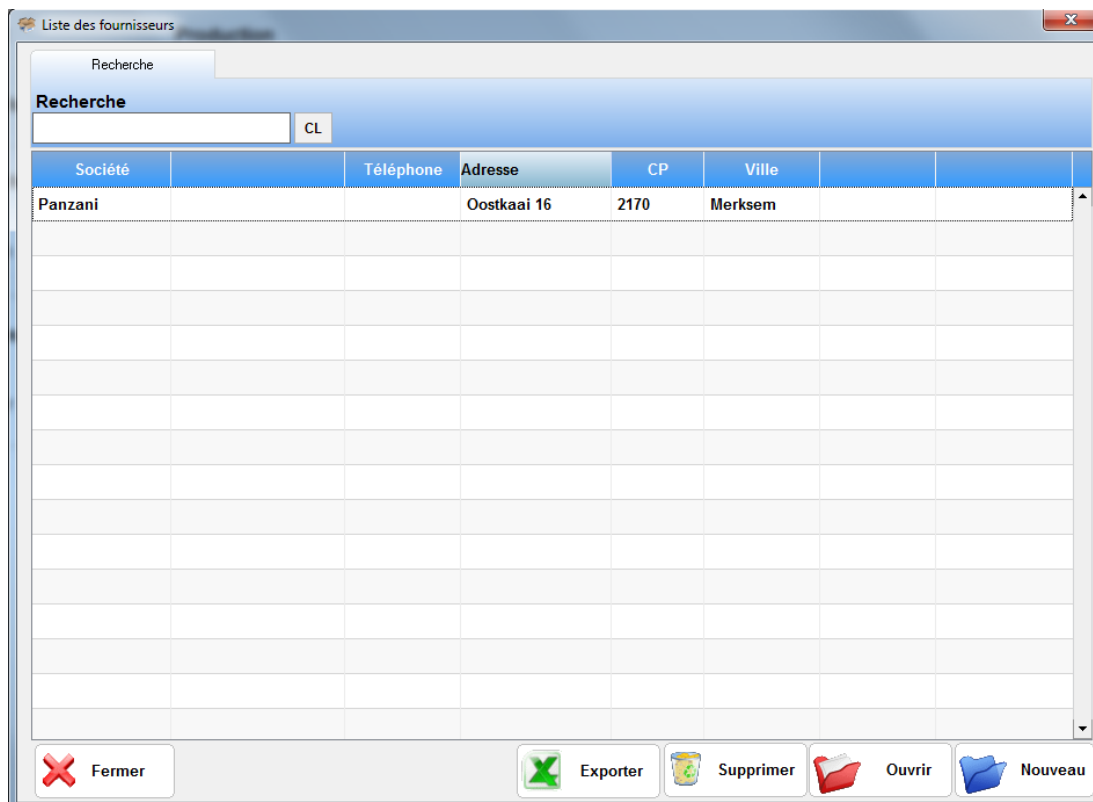 Liste des fournisseurs
Production
Recherche
Recherche
CL
Société Téléphone Adresse CP Ville
Panzani Oostkaai 16 2170 Merksem
Fermer Exporter Supprimer Ouvrir Nouveau